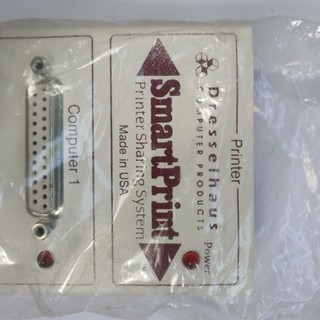 Printer
Dresselhaus
COMPUTER PRODUCTS
Power
SmartPrint
Printer Sharing System
Made in USA
Computer 1